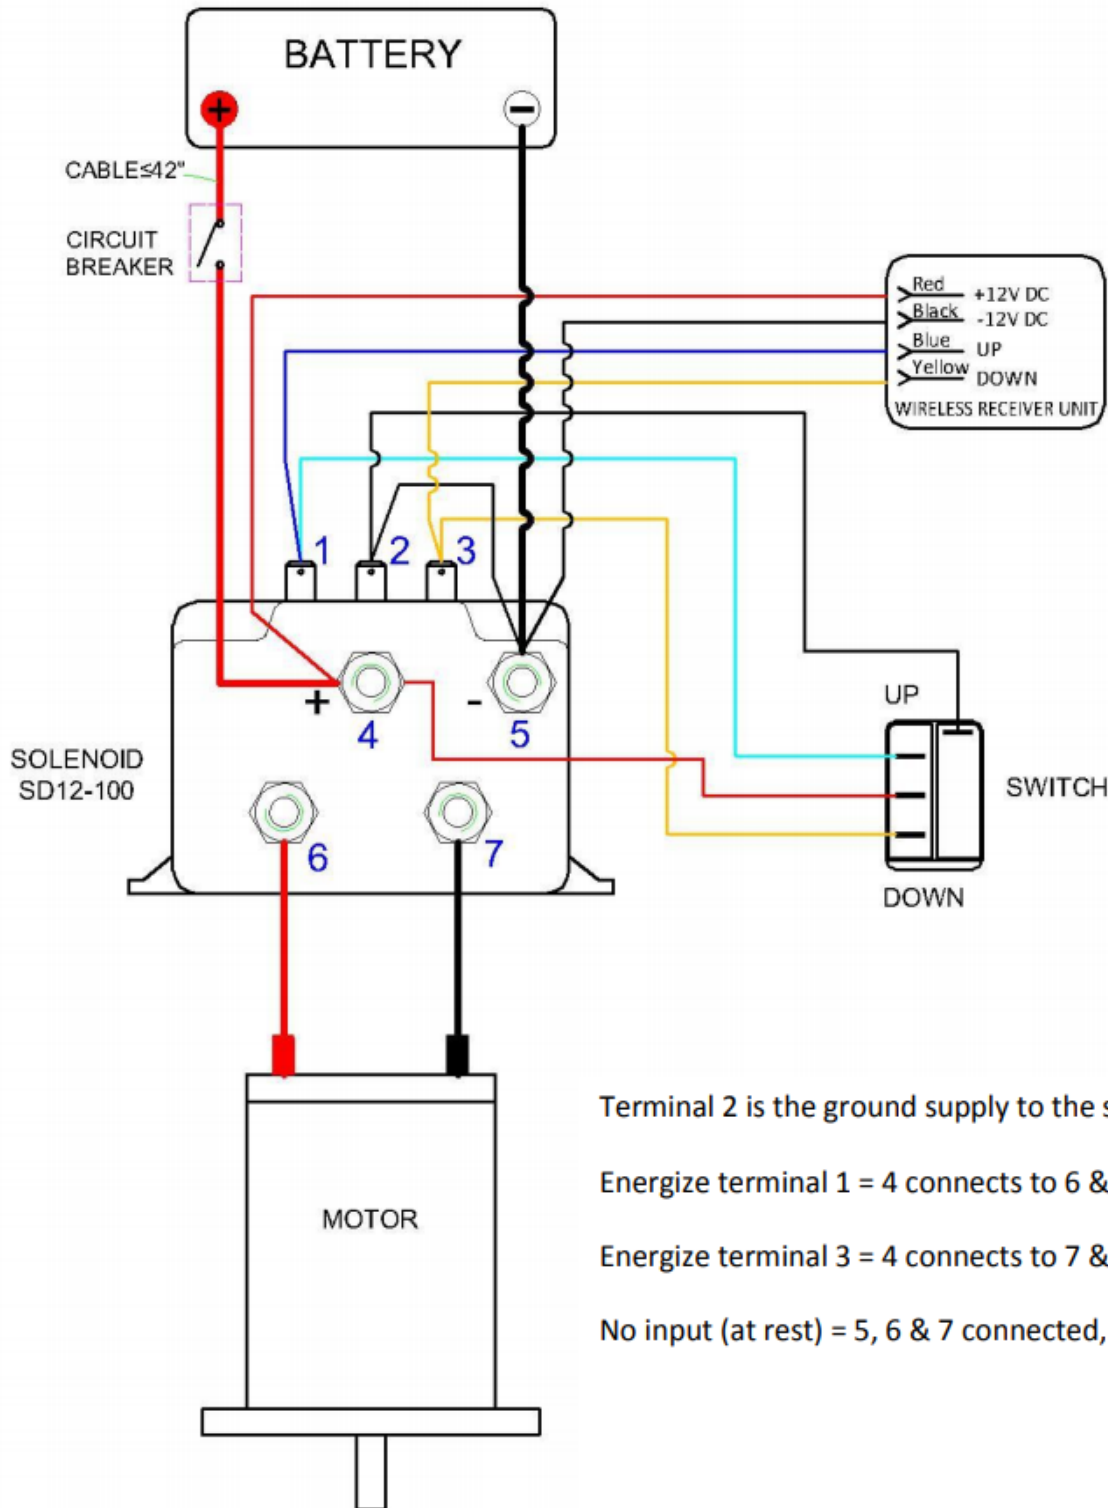 BATTERY
+
-
CABLE≤42"
CIRCUIT
BREAKER
Red +12V DC
Black -12V DC
Blue UP
Yellow DOWN
WIRELESS RECEIVER UNIT
1 2 3
+ 4
- 5
SOLENOID
SD12-100
6 7
UP
SWITCH
DOWN
MOTOR
Terminal 2 is the ground supply to the
Energize terminal 1 = 4 connects to 6 &
Energize terminal 3 = 4 connects to 7 &
No input (at rest) = 5, 6 & 7 connected,